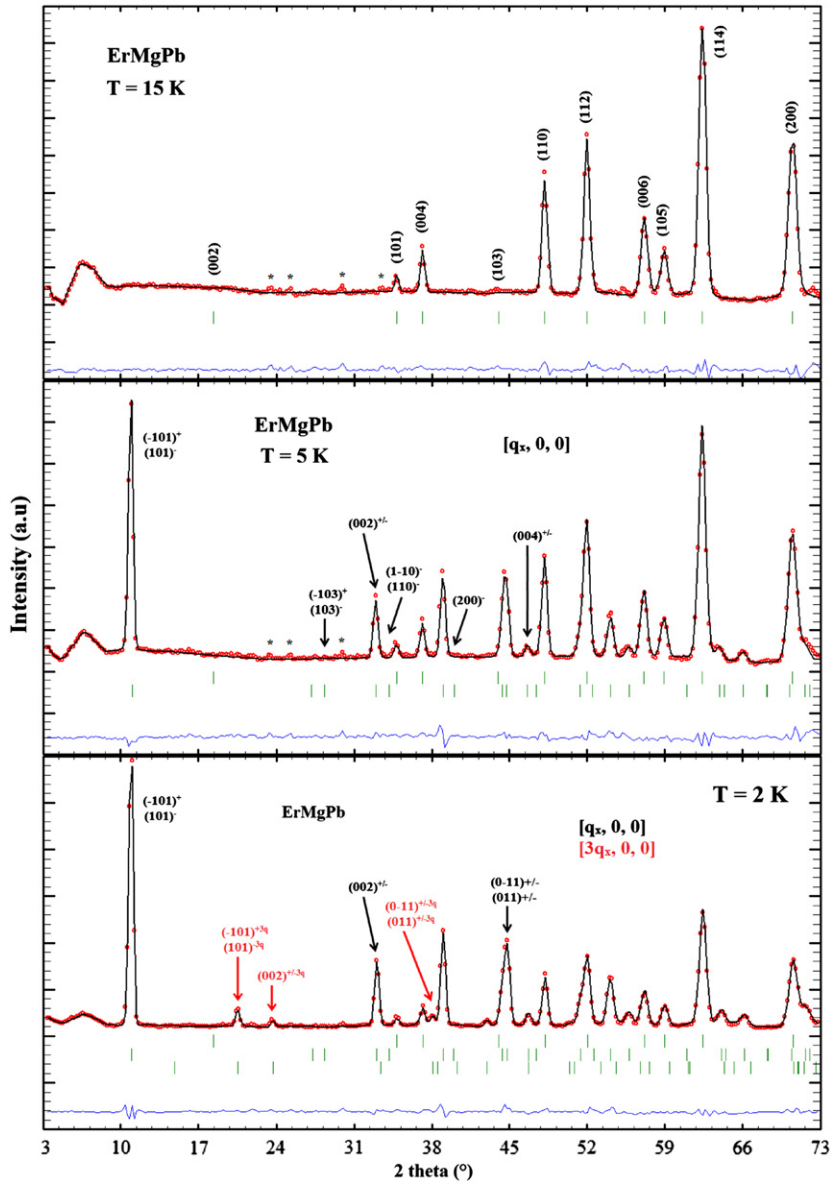 ErMgPb
T = 15 K
(002)
*
*
*
*
(101)
(004)
(103)
(110)
(112)
(006)
(105)
(114)
(200)
ErMgPb
T = 5 K
[qx, 0, 0]
(-101)+
(101)-
(002)+/-
(-103)+
(103)-
(1-10)-
(110)-
(200)-
(004)+/-
*
*
*
Intensity (a.u)
T = 2 K
ErMgPb
[qx, 0, 0]
[3qx, 0, 0]
(-101)+
(101)-
(-101)+3q
(101)-3q
(002)+/-3q
(002)+/-
(0-11)+/-3q
(011)+/-3q
(0-11)+/-
(011)+/-
3 11 17 24 31 38 45 52 59 66 73
2 theta (°)